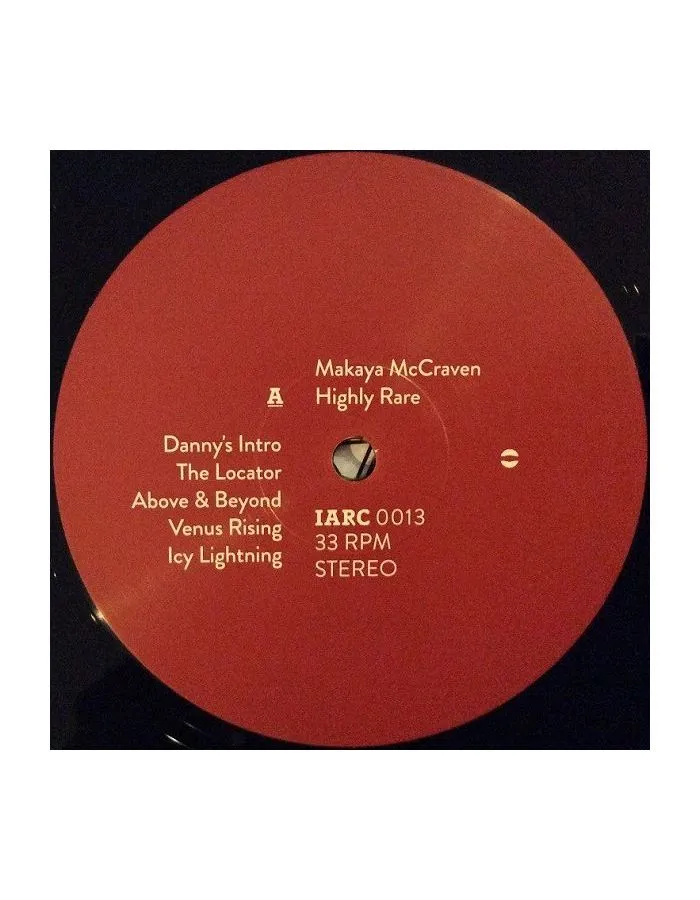 Makaya McCraven
Highly Rare
A
Danny's Intro
The Locator
Above & Beyond
Venus Rising
Icy Lightning
IARC 0013
33 RPM
STEREO